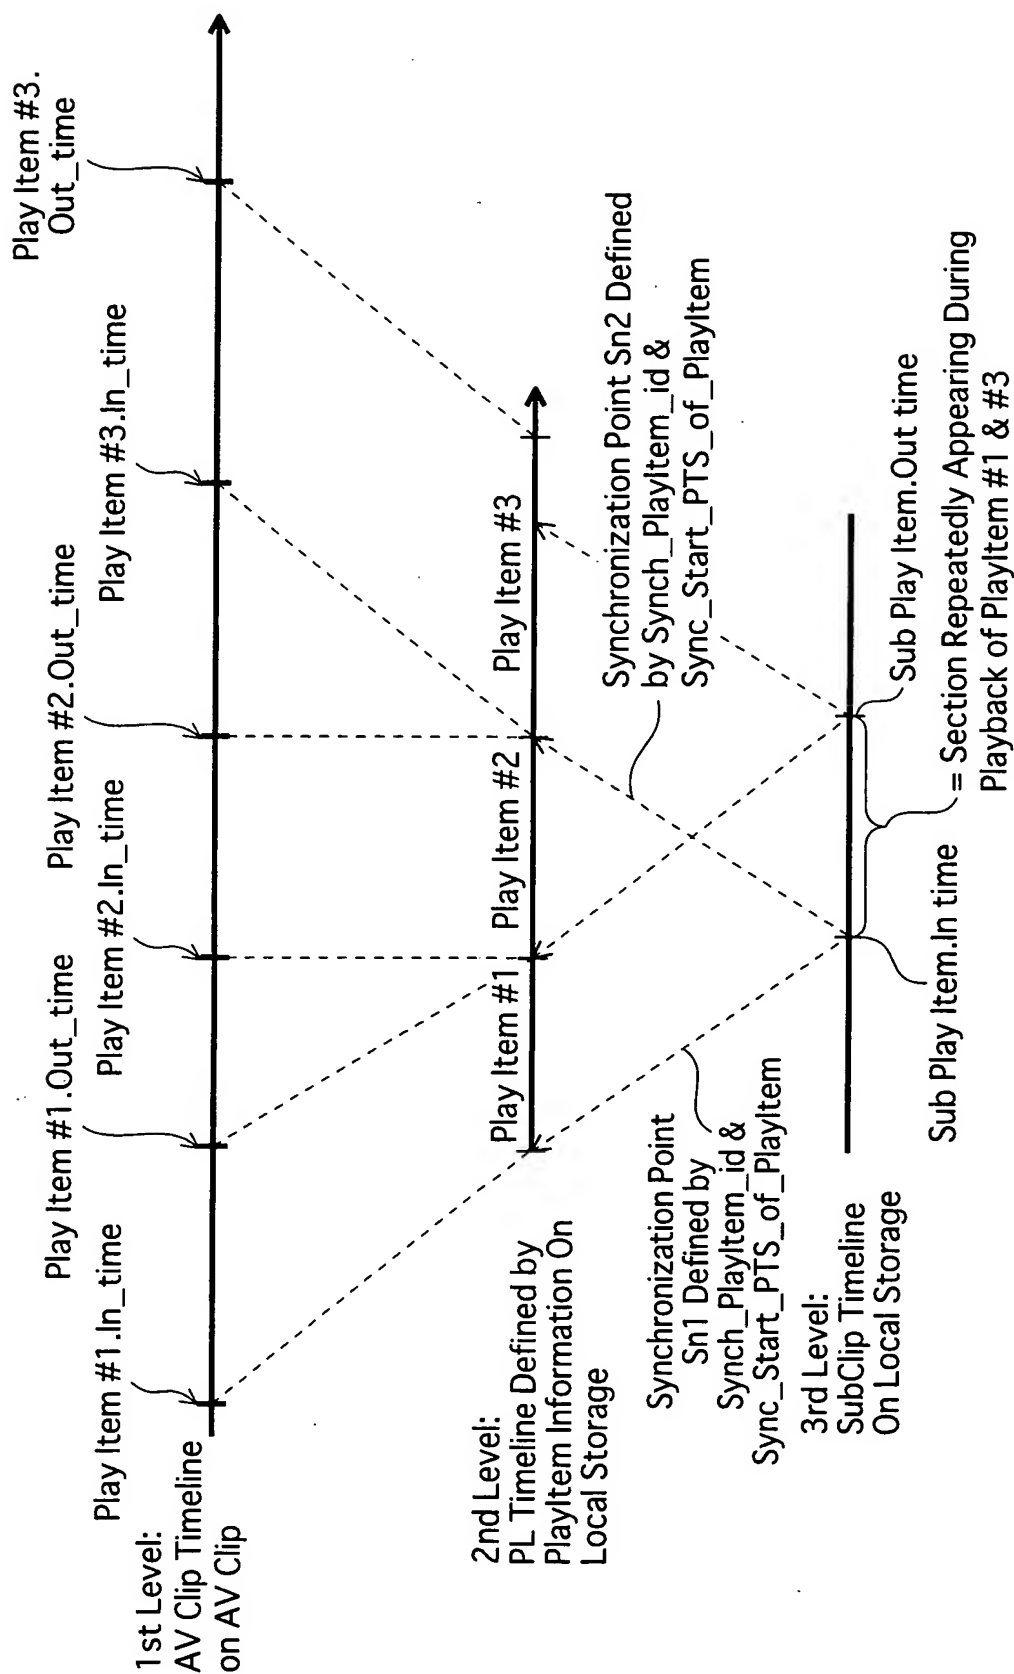 1st Level:
AV Clip Timeline
on AV Clip
Play Item #1.In_time
Play Item #1.Out_time
Play Item #2.In_time
Play Item #2.Out_time
Play Item #3.In_time
Play Item #3.
Out_time
2nd Level:
PL Timeline Defined by
PlayItem Information On
Local Storage
Play Item #1
Play Item #2
Play Item #3
Synchronization Point
Sn1 Defined by
Synch_PlayItem_id &
Sync_Start_PTS_of_PlayItem
Synchronization Point Sn2 Defined
by Synch_PlayItem_id &
Sync_Start_PTS_of_PlayItem
3rd Level:
SubClip Timeline
On Local Storage
Sub Play Item.In time
Sub Play Item.Out time
= Section Repeatedly Appearing During
Playback of PlayItem #1 & #3